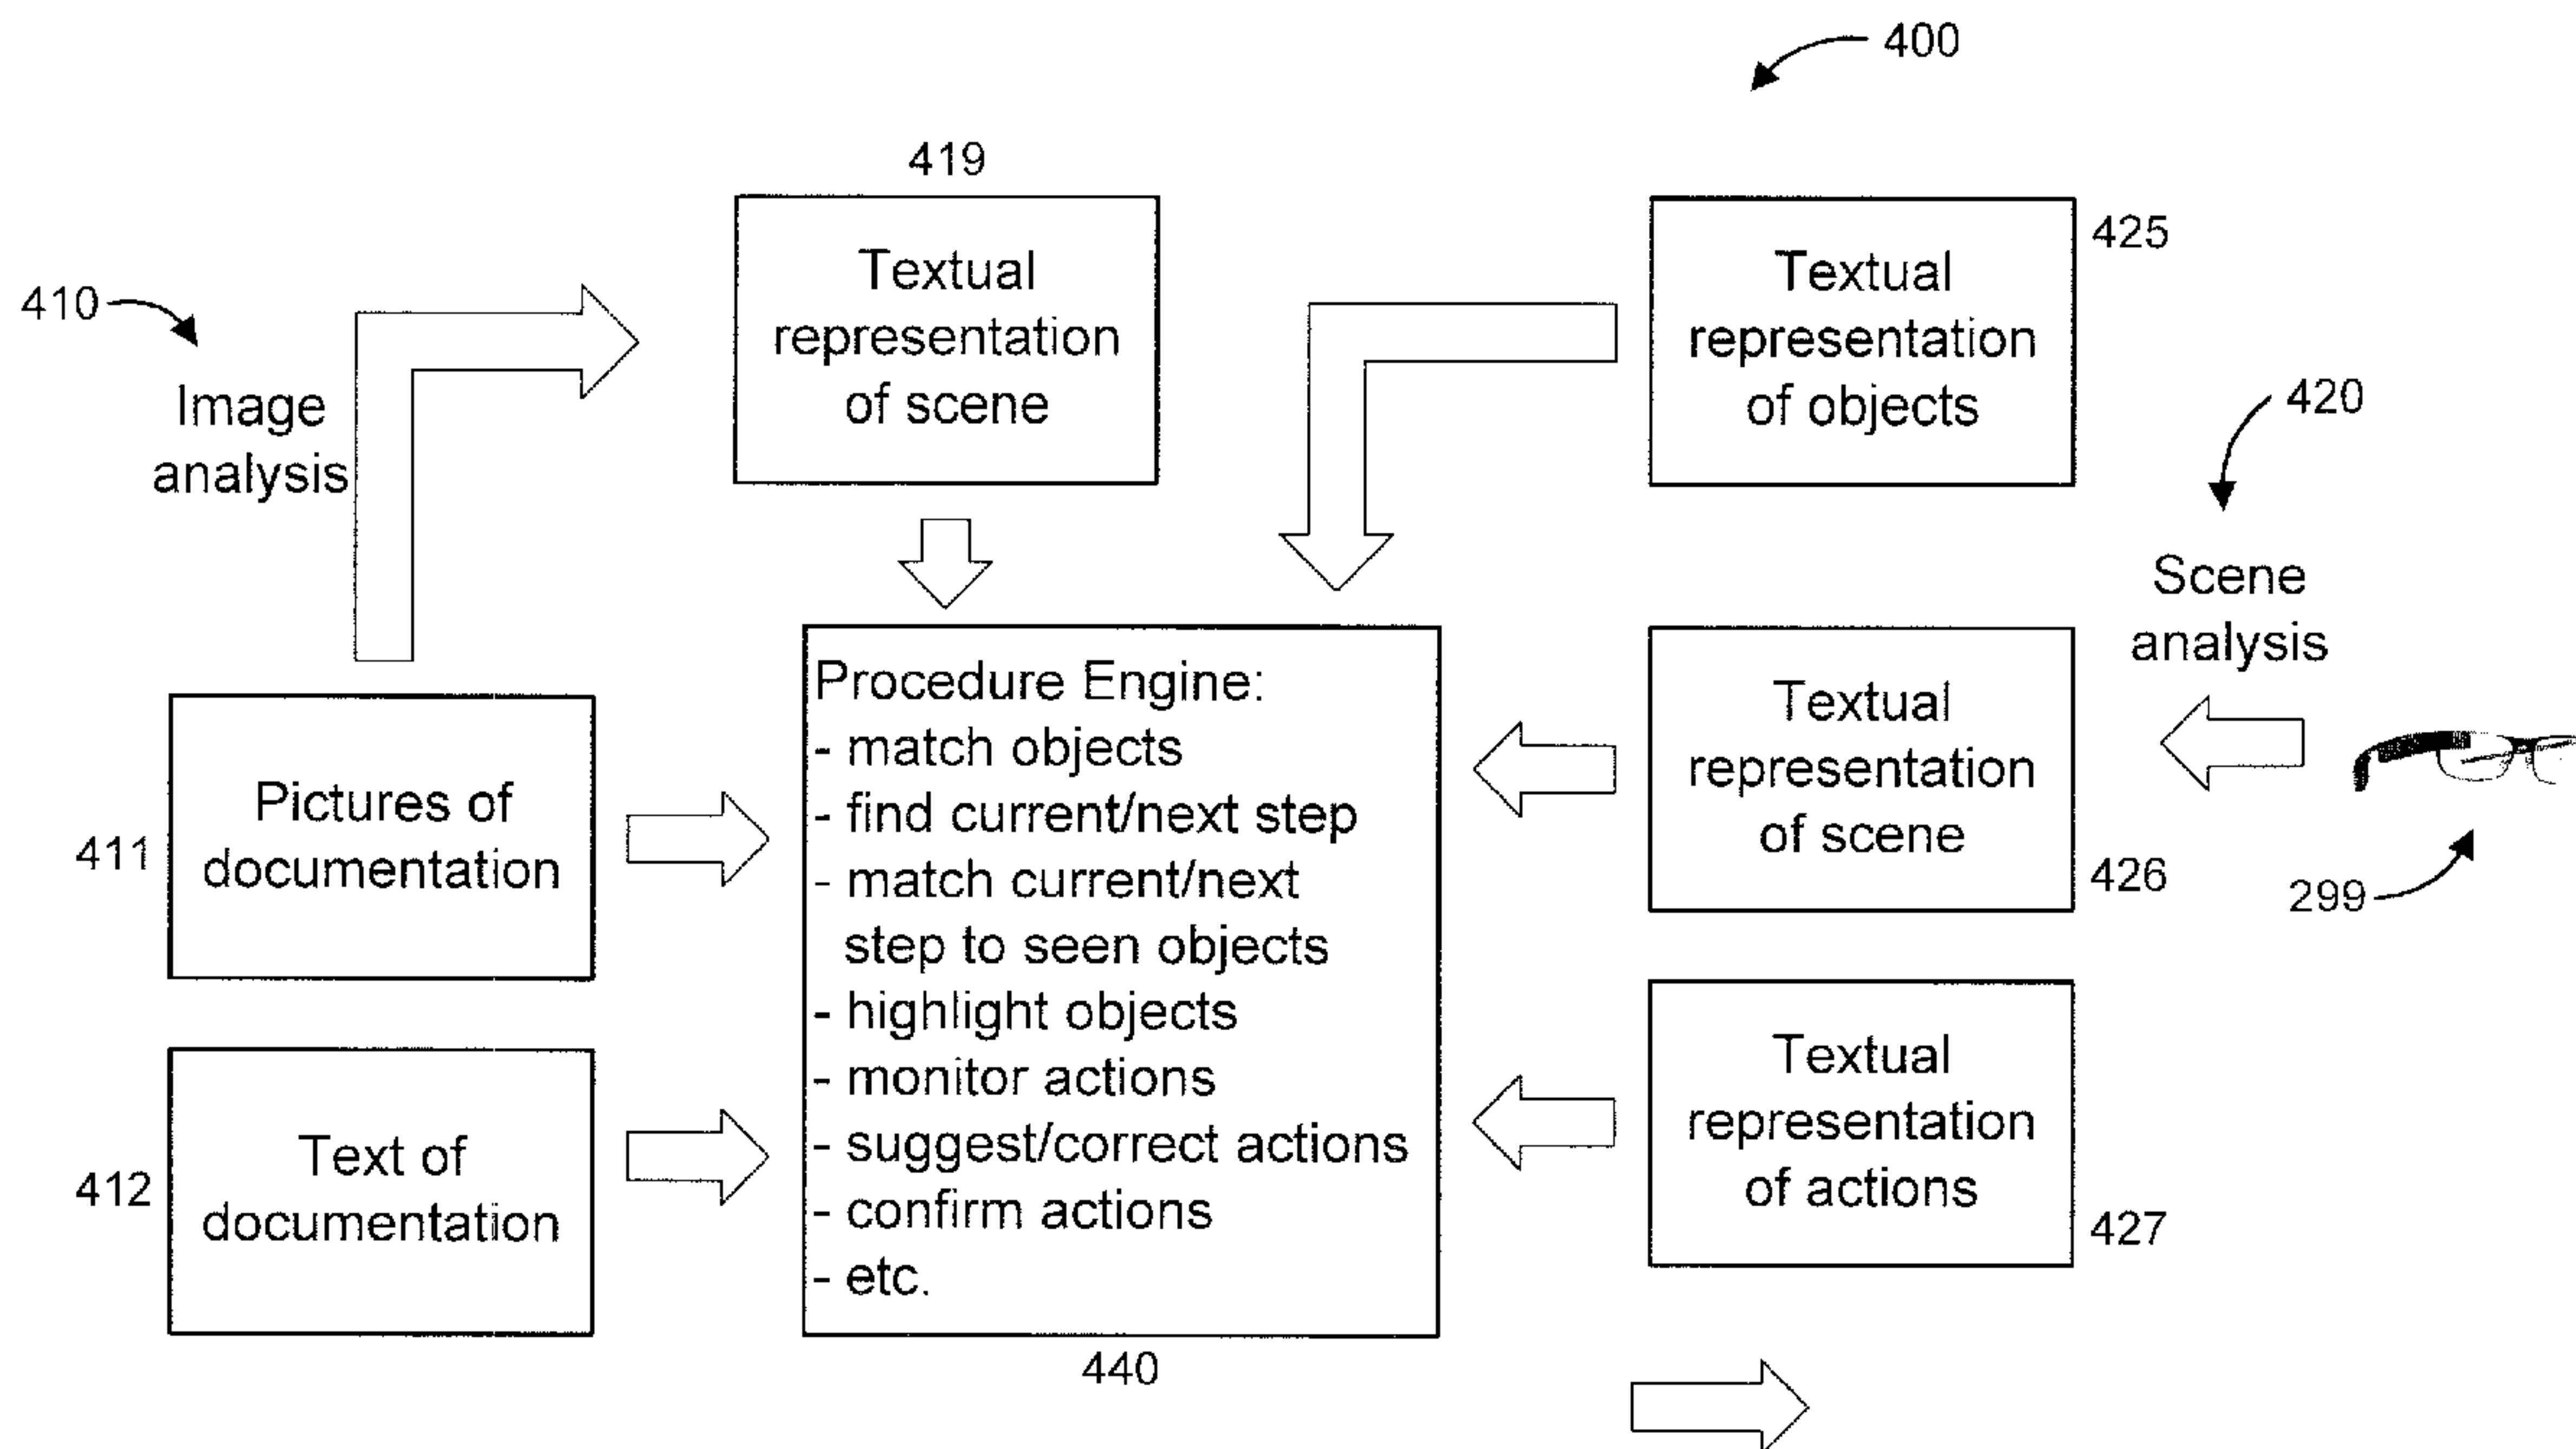 400
419
Textual
representation
of scene
425
Textual
representation
of objects
410
Image
analysis
420
Scene
analysis
Procedure Engine:
- match objects
- find current/next step
- match current/next
step to seen objects
- highlight objects
- monitor actions
- suggest/correct actions
- confirm actions
- etc.
440
411
Pictures of
documentation
412
Text of
documentation
Textual
representation
of scene
426
299
Textual
representation
of actions
427